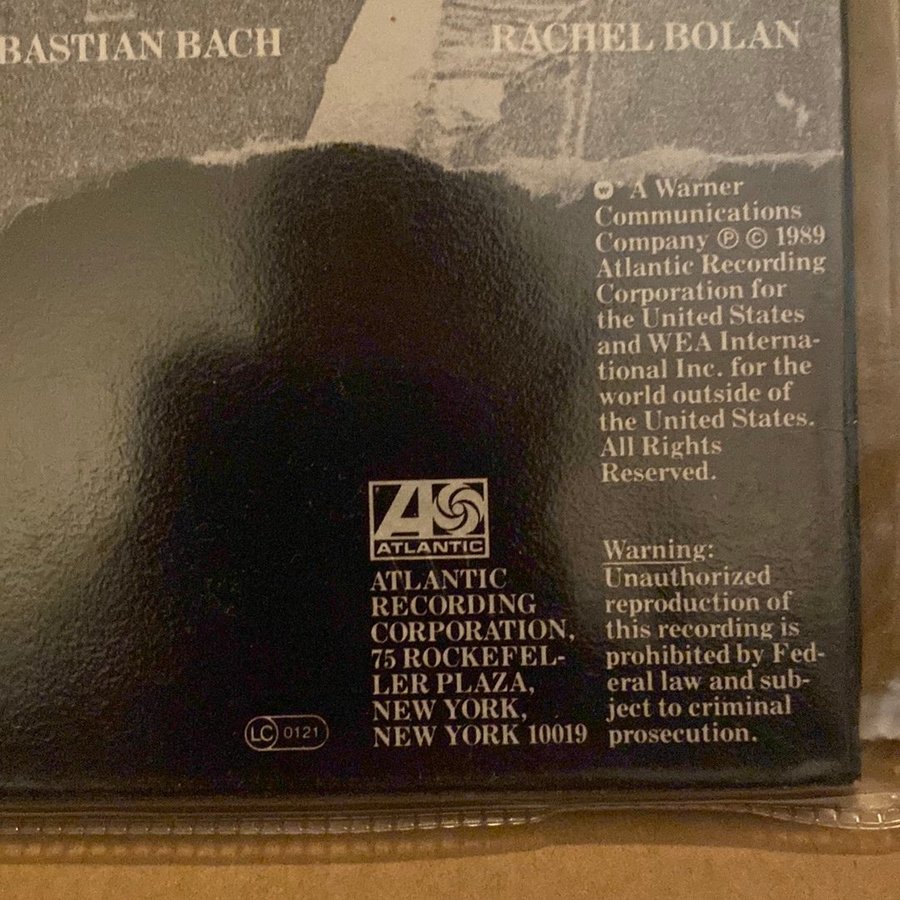 BASTIAN BACH
RACHEL BOLAN
A Warner
Communications
Company Ⓟ © 1989
Atlantic Recording
Corporation for
the United States
and WEA Interna-
tional Inc. for the
world outside of
the United States.
All Rights
Reserved.
ATLANTIC
ATLANTIC
RECORDING
CORPORATION,
75 ROCKEFEL-
LER PLAZA,
NEW YORK,
NEW YORK 10019
LC 0121
Warning:
Unauthorized
reproduction of
this recording is
prohibited by Fed-
eral law and sub-
ject to criminal
prosecution.